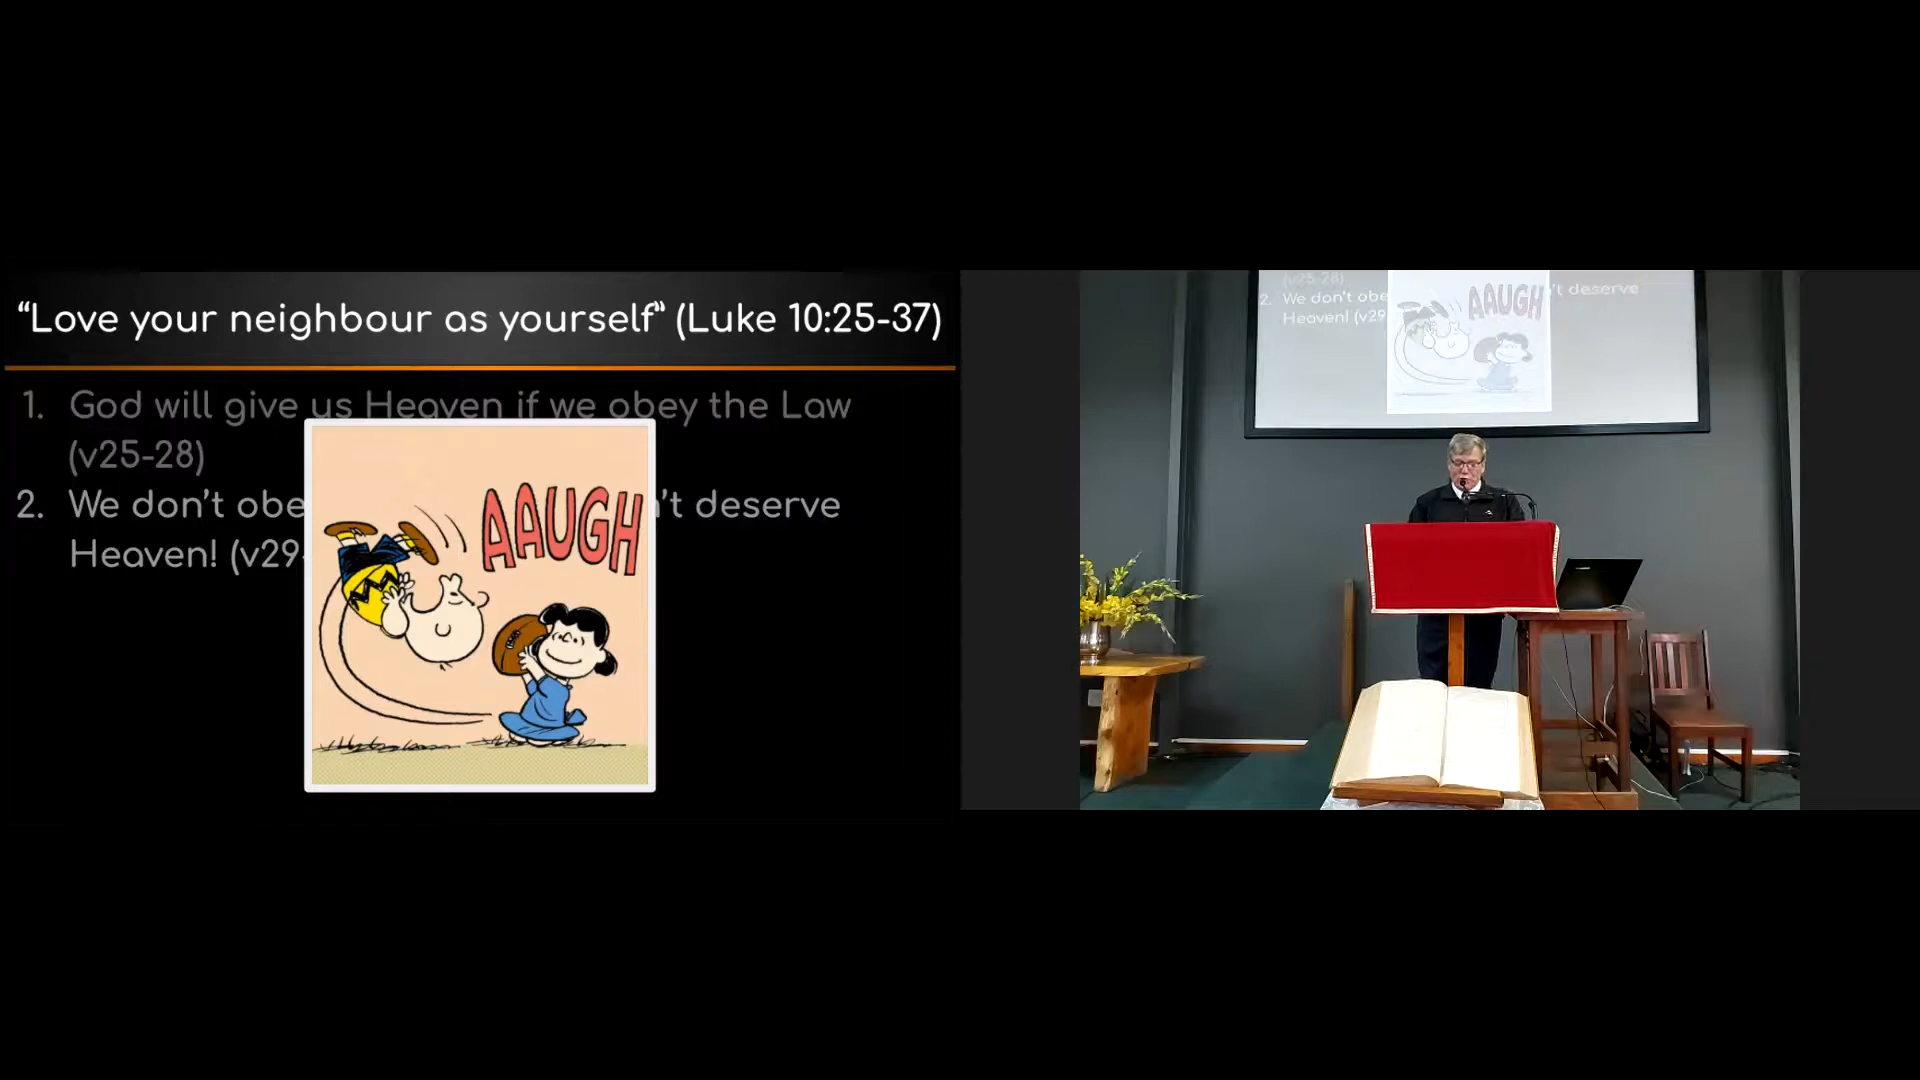 “Love your neighbour as yourself” (Luke 10:25-37)
1. God will give us Heaven if we obey the Law
(v25-28)
2. We don't obe 't deserve
Heaven! (v29-
AAUGH
(v25-28)
2. We don't obe 't deserve
Heaven! (v29
AAUGH